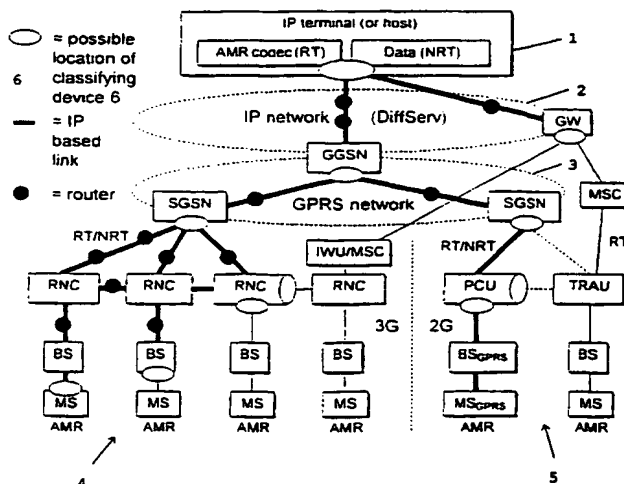 IP terminal (or host)
AMR codec (RT)
Data (NRT)
1
= possible
location of
classifying
device 6
6
= IP
based
link
= router
2
IP network (DiffServ)
GW
GGSN
3
MSC
SGSN
GPRS network
SGSN
RT/NRT
IWU/MSC
RT/NRT
RT
RNC
RNC
RNC
RNC
PCU
TRAU
3G
2G
BS
BS
BS
BS
BSGPRS
BS
MS
MS
MS
MS
MSGPRS
MS
AMR
AMR
AMR
AMR
AMR
AMR
4
5